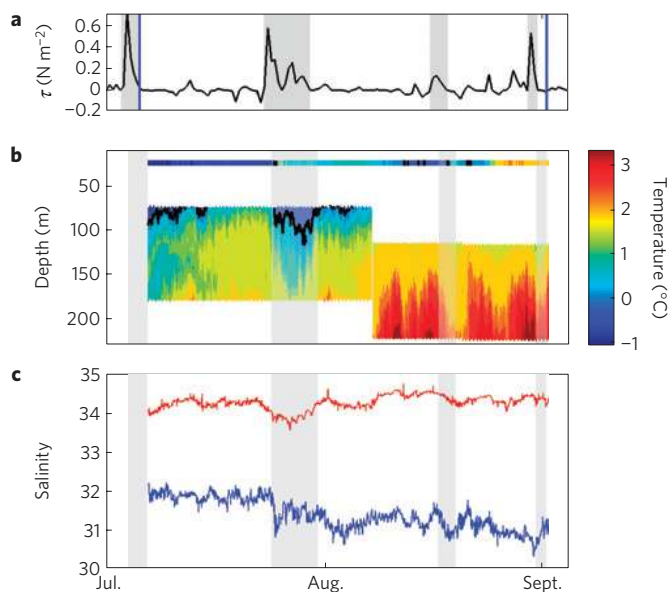 a
τ (N m−2)
0.6
0.4
0.2
0
−0.2
b
Depth (m)
50
100
150
200
3
2
1
0
−1
Temperature (°C)
c
Salinity
35
34
33
32
31
30
Jul.
Aug.
Sept.